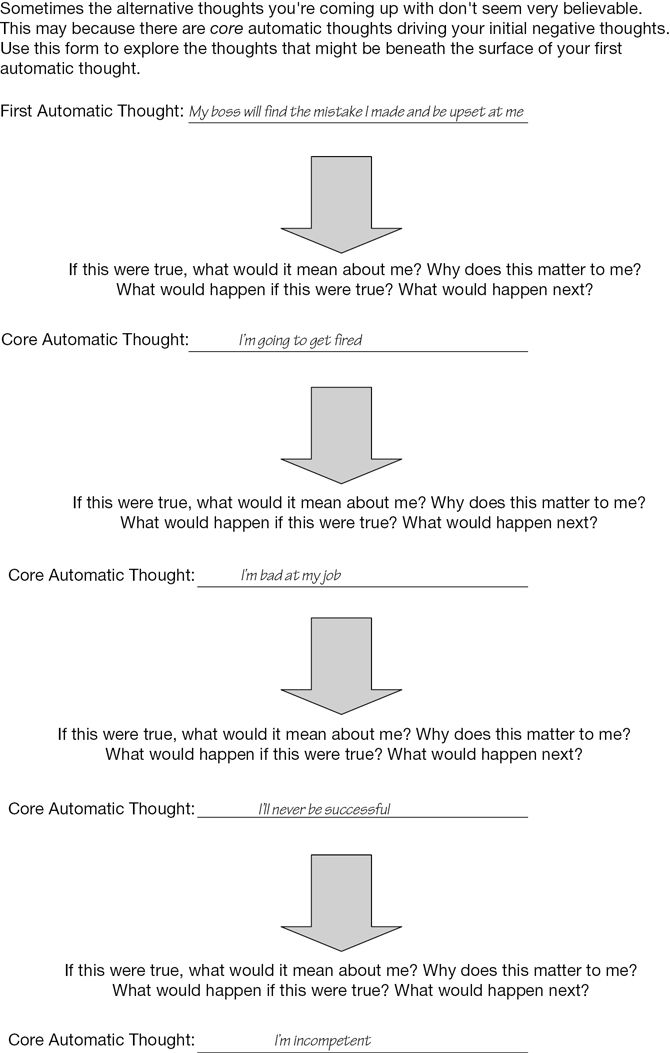 Sometimes the alternative thoughts you're coming up with don't seem very believable.
This may because there are core automatic thoughts driving your initial negative thoughts.
Use this form to explore the thoughts that might be beneath the surface of your first
automatic thought.
First Automatic Thought: My boss will find the mistake I made and be upset at me
If this were true, what would it mean about me? Why does this matter to me?
What would happen if this were true? What would happen next?
Core Automatic Thought: I'm going to get fired
If this were true, what would it mean about me? Why does this matter to me?
What would happen if this were true? What would happen next?
Core Automatic Thought: I'm bad at my job
If this were true, what would it mean about me? Why does this matter to me?
What would happen if this were true? What would happen next?
Core Automatic Thought: I'll never be successful
If this were true, what would it mean about me? Why does this matter to me?
What would happen if this were true? What would happen next?
Core Automatic Thought: I'm incompetent